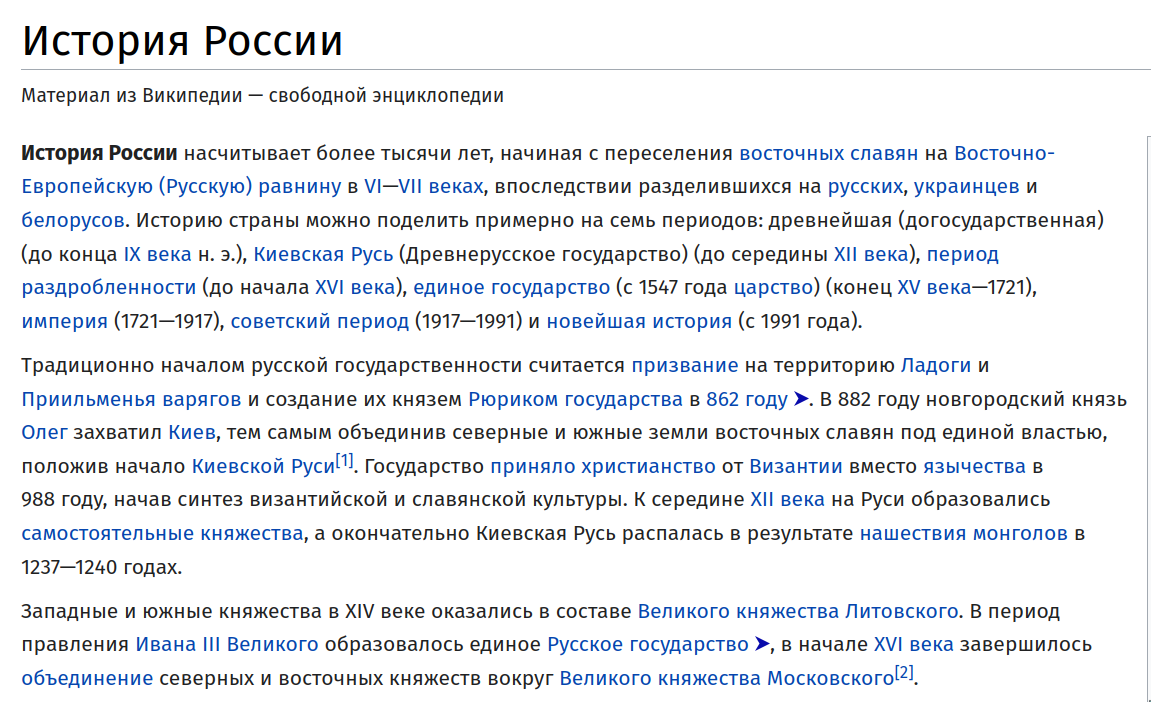 История России
Материал из Википедии — свободной энциклопедии
История России насчитывает более тысячи лет, начиная с переселения восточных славян на Восточно-
Европейскую (Русскую) равнину в VI—VII веках, впоследствии разделившихся на русских, украинцев и
белорусов. Историю страны можно поделить примерно на семь периодов: древнейшая (догосударственная)
(до конца IX века н. э.), Киевская Русь (Древнерусское государство) (до середины XII века), период
раздробленности (до начала XVI века), единое государство (с 1547 года царство) (конец XV века—1721),
империя (1721—1917), советский период (1917—1991) и новейшая история (с 1991 года).
Традиционно началом русской государственности считается призвание на территорию Ладоги и
Приильменья варягов и создание их князем Рюриком государства в 862 году ➤. В 882 году новгородский князь
Олег захватил Киев, тем самым объединив северные и южные земли восточных славян под единой властью,
положив начало Киевской Руси[1]. Государство приняло христианство от Византии вместо язычества в
988 году, начав синтез византийской и славянской культуры. К середине XII века на Руси образовались
самостоятельные княжества, а окончательно Киевская Русь распалась в результате нашествия монголов в
1237—1240 годах.
Западные и южные княжества в XIV веке оказались в составе Великого княжества Литовского. В период
правления Ивана III Великого образовалось единое Русское государство ➤, в начале XVI века завершилось
объединение северных и восточных княжеств вокруг Великого княжества Московского[2].